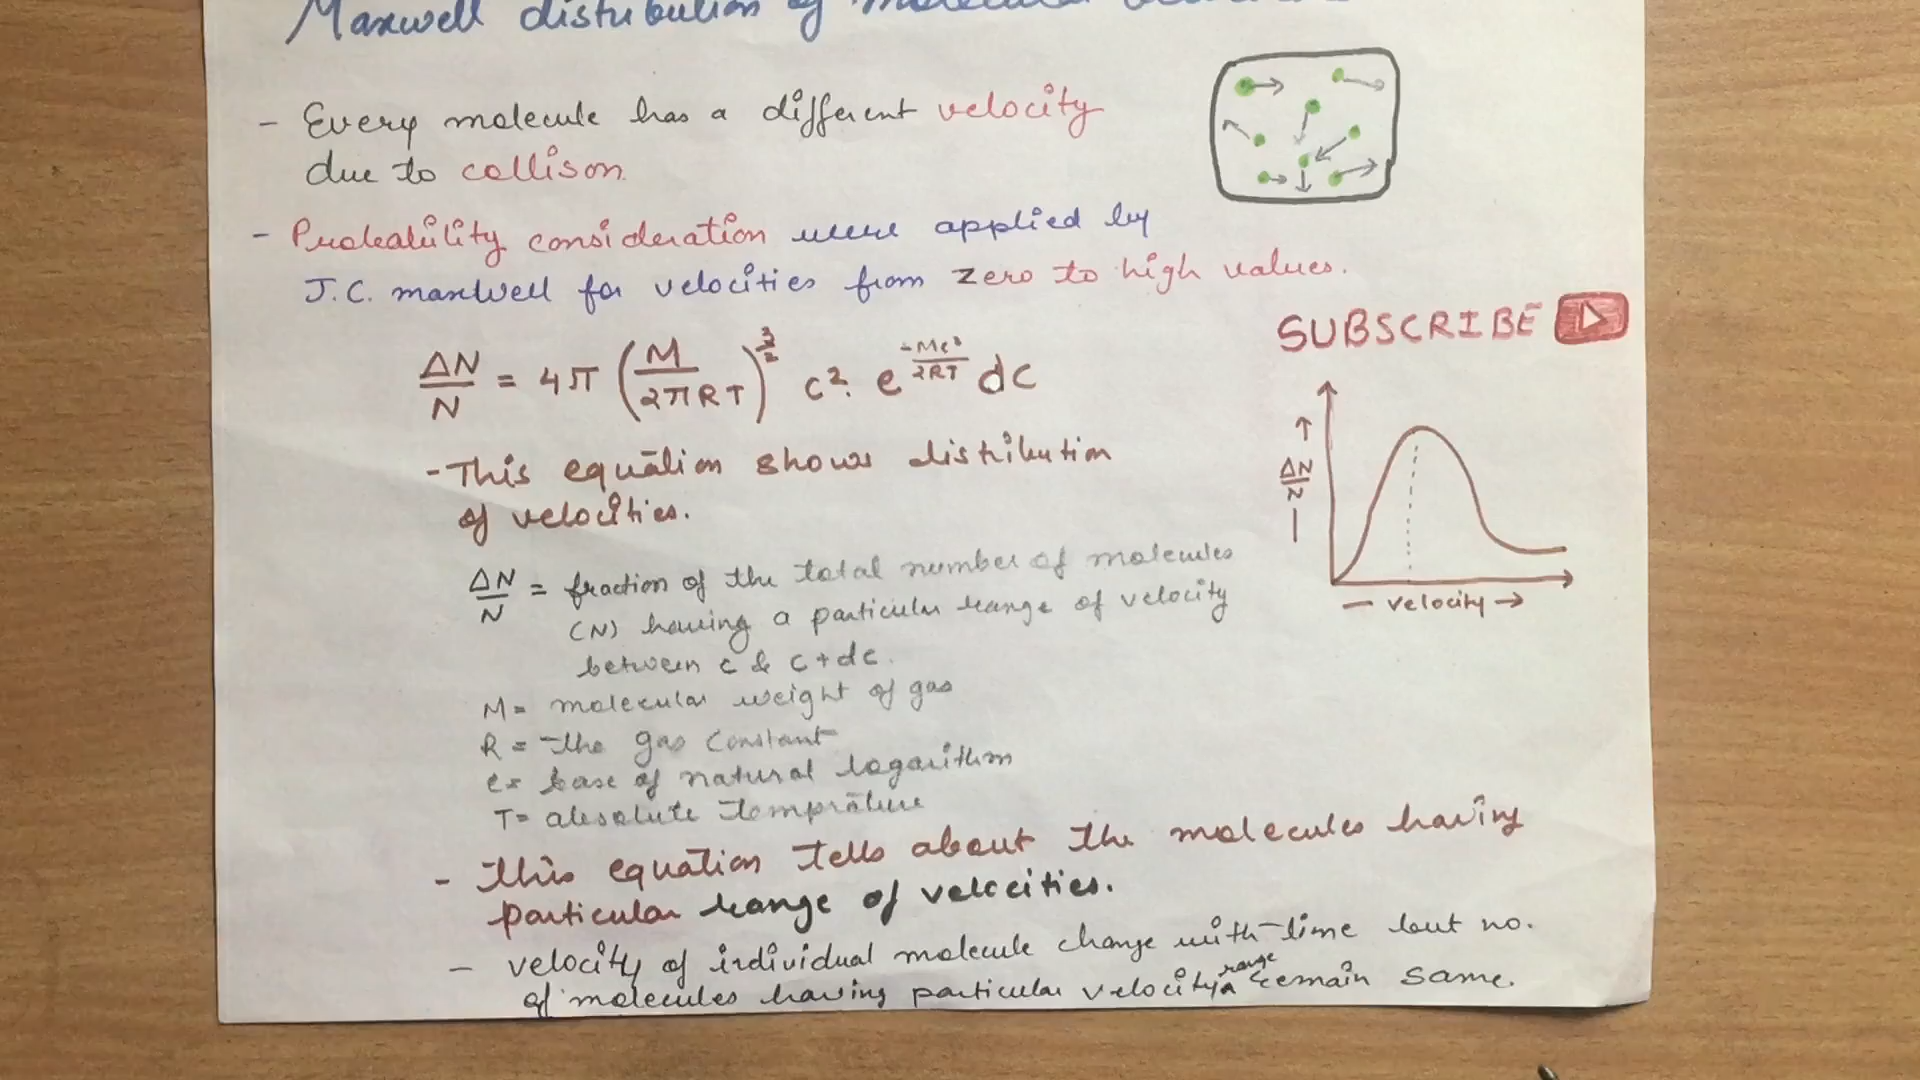 Maxwell distribution of molecular
- Every molecule has a different velocity
due to collison.
- Probability consideration were applied by
J.C. maxwell for velocities from zero to high values.
SUBSCRIBE
ΔN/N = 4π (M/2πRT)^3/2 c². e^-Mc²/2RT dc
- This equation shows distribution
of velocities.
↑ ΔN/N —
— velocity →
ΔN/N = fraction of the total number of molecules
(N) having a particular range of velocity
between c & c+dc.
M = molecular weight of gas
R = the gas constant
e = base of natural logarithm
T = absolute temprature
- This equation tells about the molecules having
particular range of velocities.
- velocity of individual molecule change with time but no.
of molecules having particular velocity range remain same.